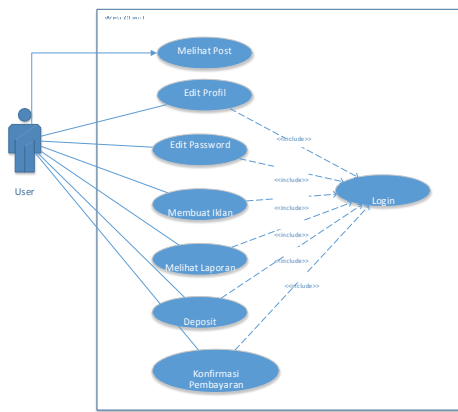 Melihat Post
Edit Profil
<<include>>
Edit Password
<<include>>
User
Login
<<include>>
Membuat Iklan
<<include>>
<<include>>
Melihat Laporan
<<include>>
Deposit
Konfirmasi
Pembayaran